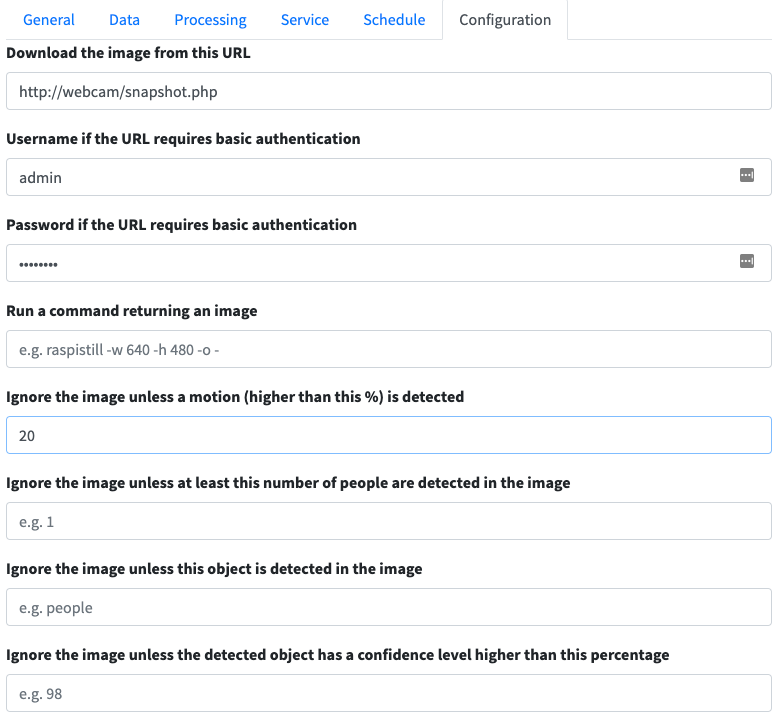 General Data Processing Service Schedule Configuration
Download the image from this URL
http://webcam/snapshot.php
Username if the URL requires basic authentication
admin
Password if the URL requires basic authentication
••••••••
Run a command returning an image
e.g. raspistill -w 640 -h 480 -o -
Ignore the image unless a motion (higher than this %) is detected
20
Ignore the image unless at least this number of people are detected in the image
e.g. 1
Ignore the image unless this object is detected in the image
e.g. people
Ignore the image unless the detected object has a confidence level higher than this percentage
e.g. 98